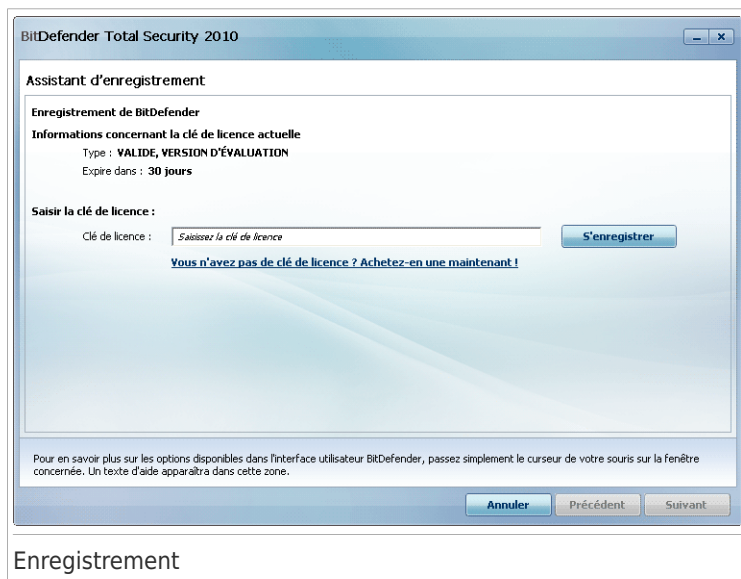 BitDefender Total Security 2010
Assistant d'enregistrement
Enregistrement de BitDefender
Informations concernant la clé de licence actuelle
Type : VALIDE, VERSION D'ÉVALUATION
Expire dans : 30 jours
Saisir la clé de licence :
Clé de licence : Saisissez la clé de licence S'enregistrer
Vous n'avez pas de clé de licence ? Achetez-en une maintenant !
Pour en savoir plus sur les options disponibles dans l'interface utilisateur BitDefender, passez simplement le curseur de votre souris sur la fenêtre
concernée. Un texte d'aide apparaîtra dans cette zone.
Annuler Précédent Suivant
Enregistrement